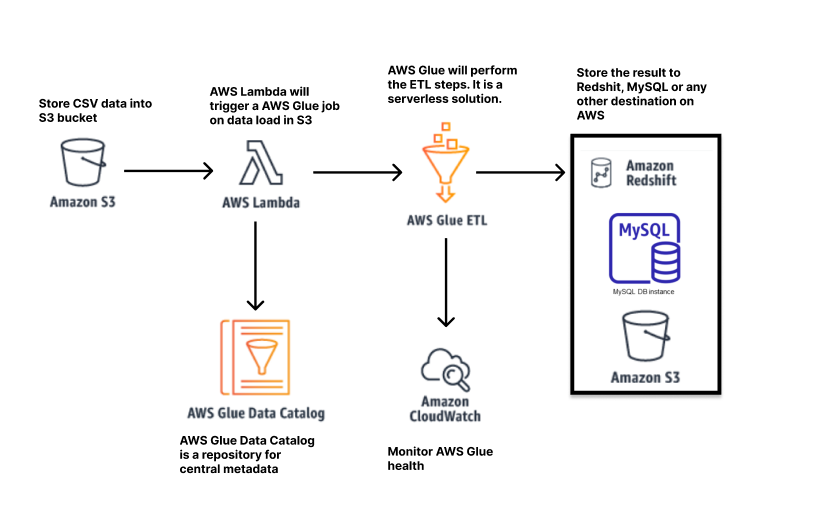 Store CSV data into
S3 bucket
Amazon S3
AWS Lambda will
trigger a AWS Glue job
on data load in S3
AWS Lambda
AWS Glue will perform
the ETL steps. It is a
serverless solution.
AWS Glue ETL
Store the result to
Redshit, MySQL or any
other destination on
AWS
Amazon
Redshift
MySQL
MySQL DB instance
Amazon S3
AWS Glue Data Catalog
AWS Glue Data Catalog
is a repository for
central metadata
Amazon
CloudWatch
Monitor AWS Glue
health